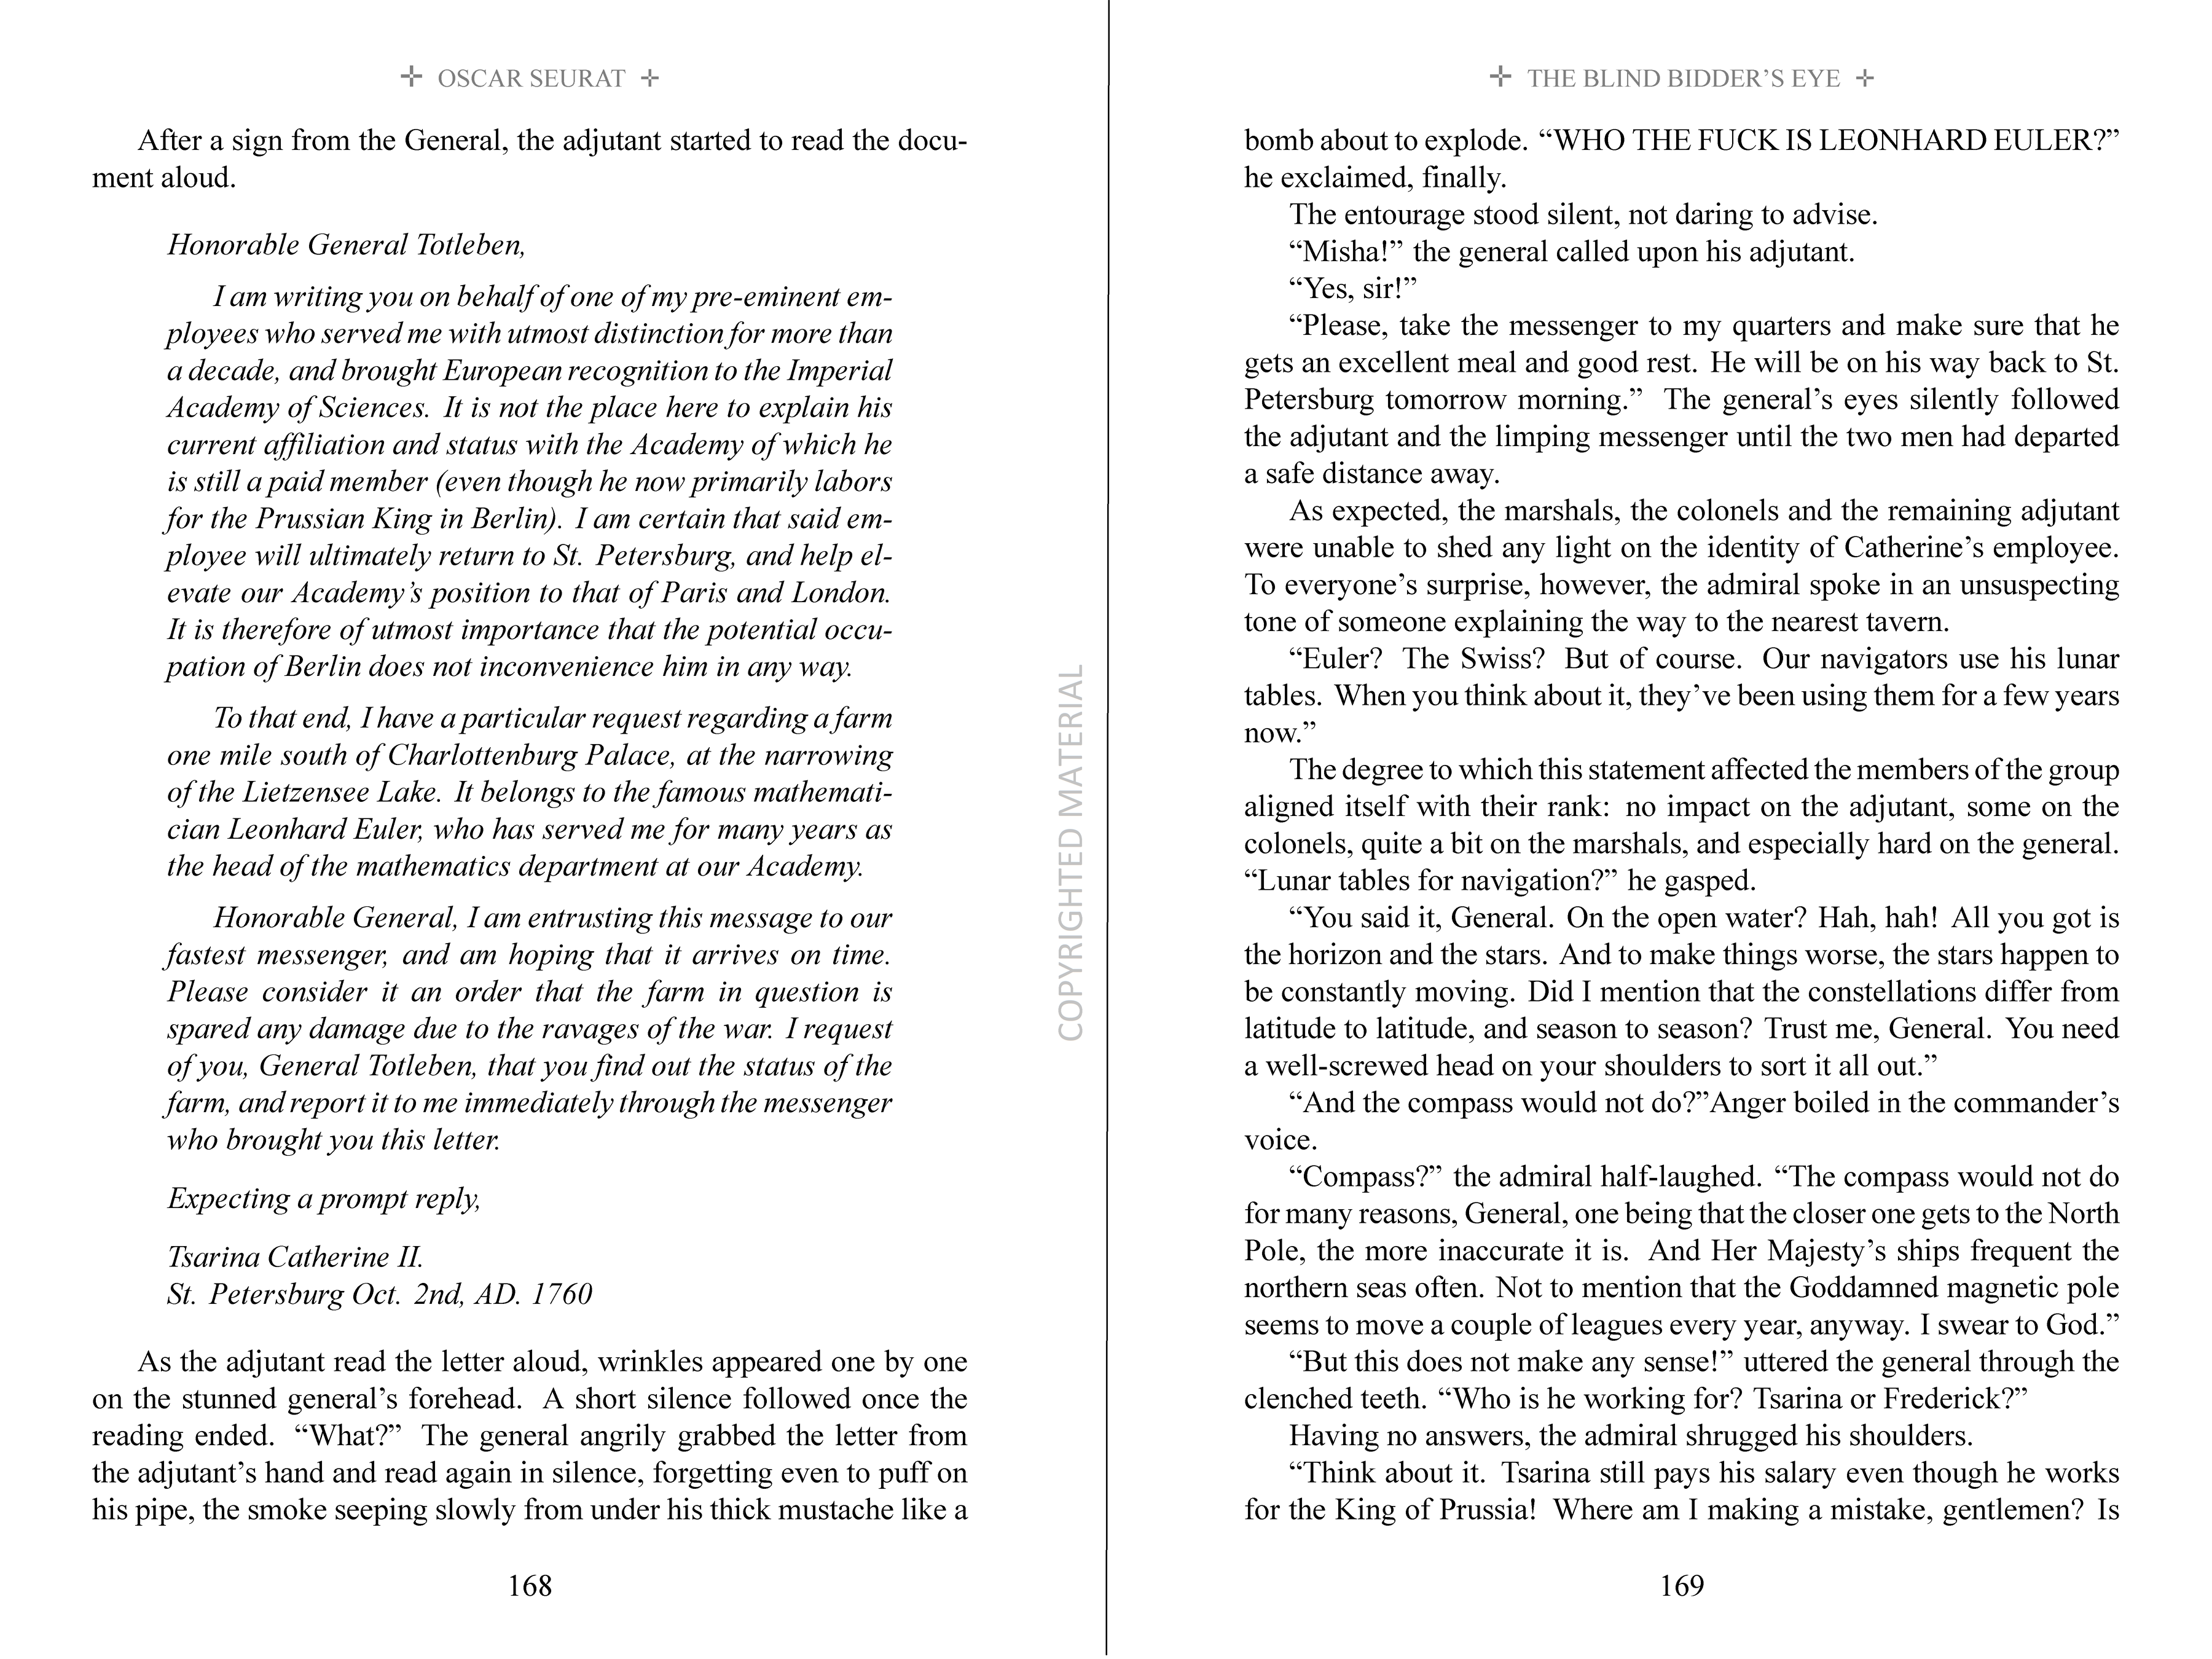 OSCAR SEURAT
After a sign from the General, the adjutant started to read the docu-
ment aloud.
Honorable General Totleben,
I am writing you on behalf of one of my pre-eminent em-
ployees who served me with utmost distinction for more than
a decade, and brought European recognition to the Imperial
Academy of Sciences. It is not the place here to explain his
current affiliation and status with the Academy of which he
is still a paid member (even though he now primarily labors
for the Prussian King in Berlin). I am certain that said em-
ployee will ultimately return to St. Petersburg, and help el-
evate our Academy's position to that of Paris and London.
It is therefore of utmost importance that the potential occu-
pation of Berlin does not inconvenience him in any way.
To that end, I have a particular request regarding a farm
one mile south of Charlottenburg Palace, at the narrowing
of the Lietzensee Lake. It belongs to the famous mathemati-
cian Leonhard Euler, who has served me for many years as
the head of the mathematics department at our Academy.
Honorable General, I am entrusting this message to our
fastest messenger, and am hoping that it arrives on time.
Please consider it an order that the farm in question is
spared any damage due to the ravages of the war. I request
of you, General Totleben, that you find out the status of the
farm, and report it to me immediately through the messenger
who brought you this letter.
Expecting a prompt reply,
Tsarina Catherine II.
St. Petersburg Oct. 2nd, AD. 1760
As the adjutant read the letter aloud, wrinkles appeared one by one
on the stunned general's forehead. A short silence followed once the
reading ended. “What?” The general angrily grabbed the letter from
the adjutant's hand and read again in silence, forgetting even to puff on
his pipe, the smoke seeping slowly from under his thick mustache like a
168
COPYRIGHTED MATERIAL
THE BLIND BIDDER’S EYE
bomb about to explode. “WHO THE FUCK IS LEONHARD EULER?”
he exclaimed, finally.
The entourage stood silent, not daring to advise.
“Misha!” the general called upon his adjutant.
“Yes, sir!”
“Please, take the messenger to my quarters and make sure that he
gets an excellent meal and good rest. He will be on his way back to St.
Petersburg tomorrow morning.” The general’s eyes silently followed
the adjutant and the limping messenger until the two men had departed
a safe distance away.
As expected, the marshals, the colonels and the remaining adjutant
were unable to shed any light on the identity of Catherine’s employee.
To everyone’s surprise, however, the admiral spoke in an unsuspecting
tone of someone explaining the way to the nearest tavern.
“Euler? The Swiss? But of course. Our navigators use his lunar
tables. When you think about it, they’ve been using them for a few years
now.”
The degree to which this statement affected the members of the group
aligned itself with their rank: no impact on the adjutant, some on the
colonels, quite a bit on the marshals, and especially hard on the general.
“Lunar tables for navigation?” he gasped.
“You said it, General. On the open water? Hah, hah! All you got is
the horizon and the stars. And to make things worse, the stars happen to
be constantly moving. Did I mention that the constellations differ from
latitude to latitude, and season to season? Trust me, General. You need
a well-screwed head on your shoulders to sort it all out.”
“And the compass would not do?”Anger boiled in the commander’s
voice.
“Compass?” the admiral half-laughed. “The compass would not do
for many reasons, General, one being that the closer one gets to the North
Pole, the more inaccurate it is. And Her Majesty’s ships frequent the
northern seas often. Not to mention that the Goddamned magnetic pole
seems to move a couple of leagues every year, anyway. I swear to God.”
“But this does not make any sense!” uttered the general through the
clenched teeth. “Who is he working for? Tsarina or Frederick?”
Having no answers, the admiral shrugged his shoulders.
“Think about it. Tsarina still pays his salary even though he works
for the King of Prussia! Where am I making a mistake, gentlemen? Is
169